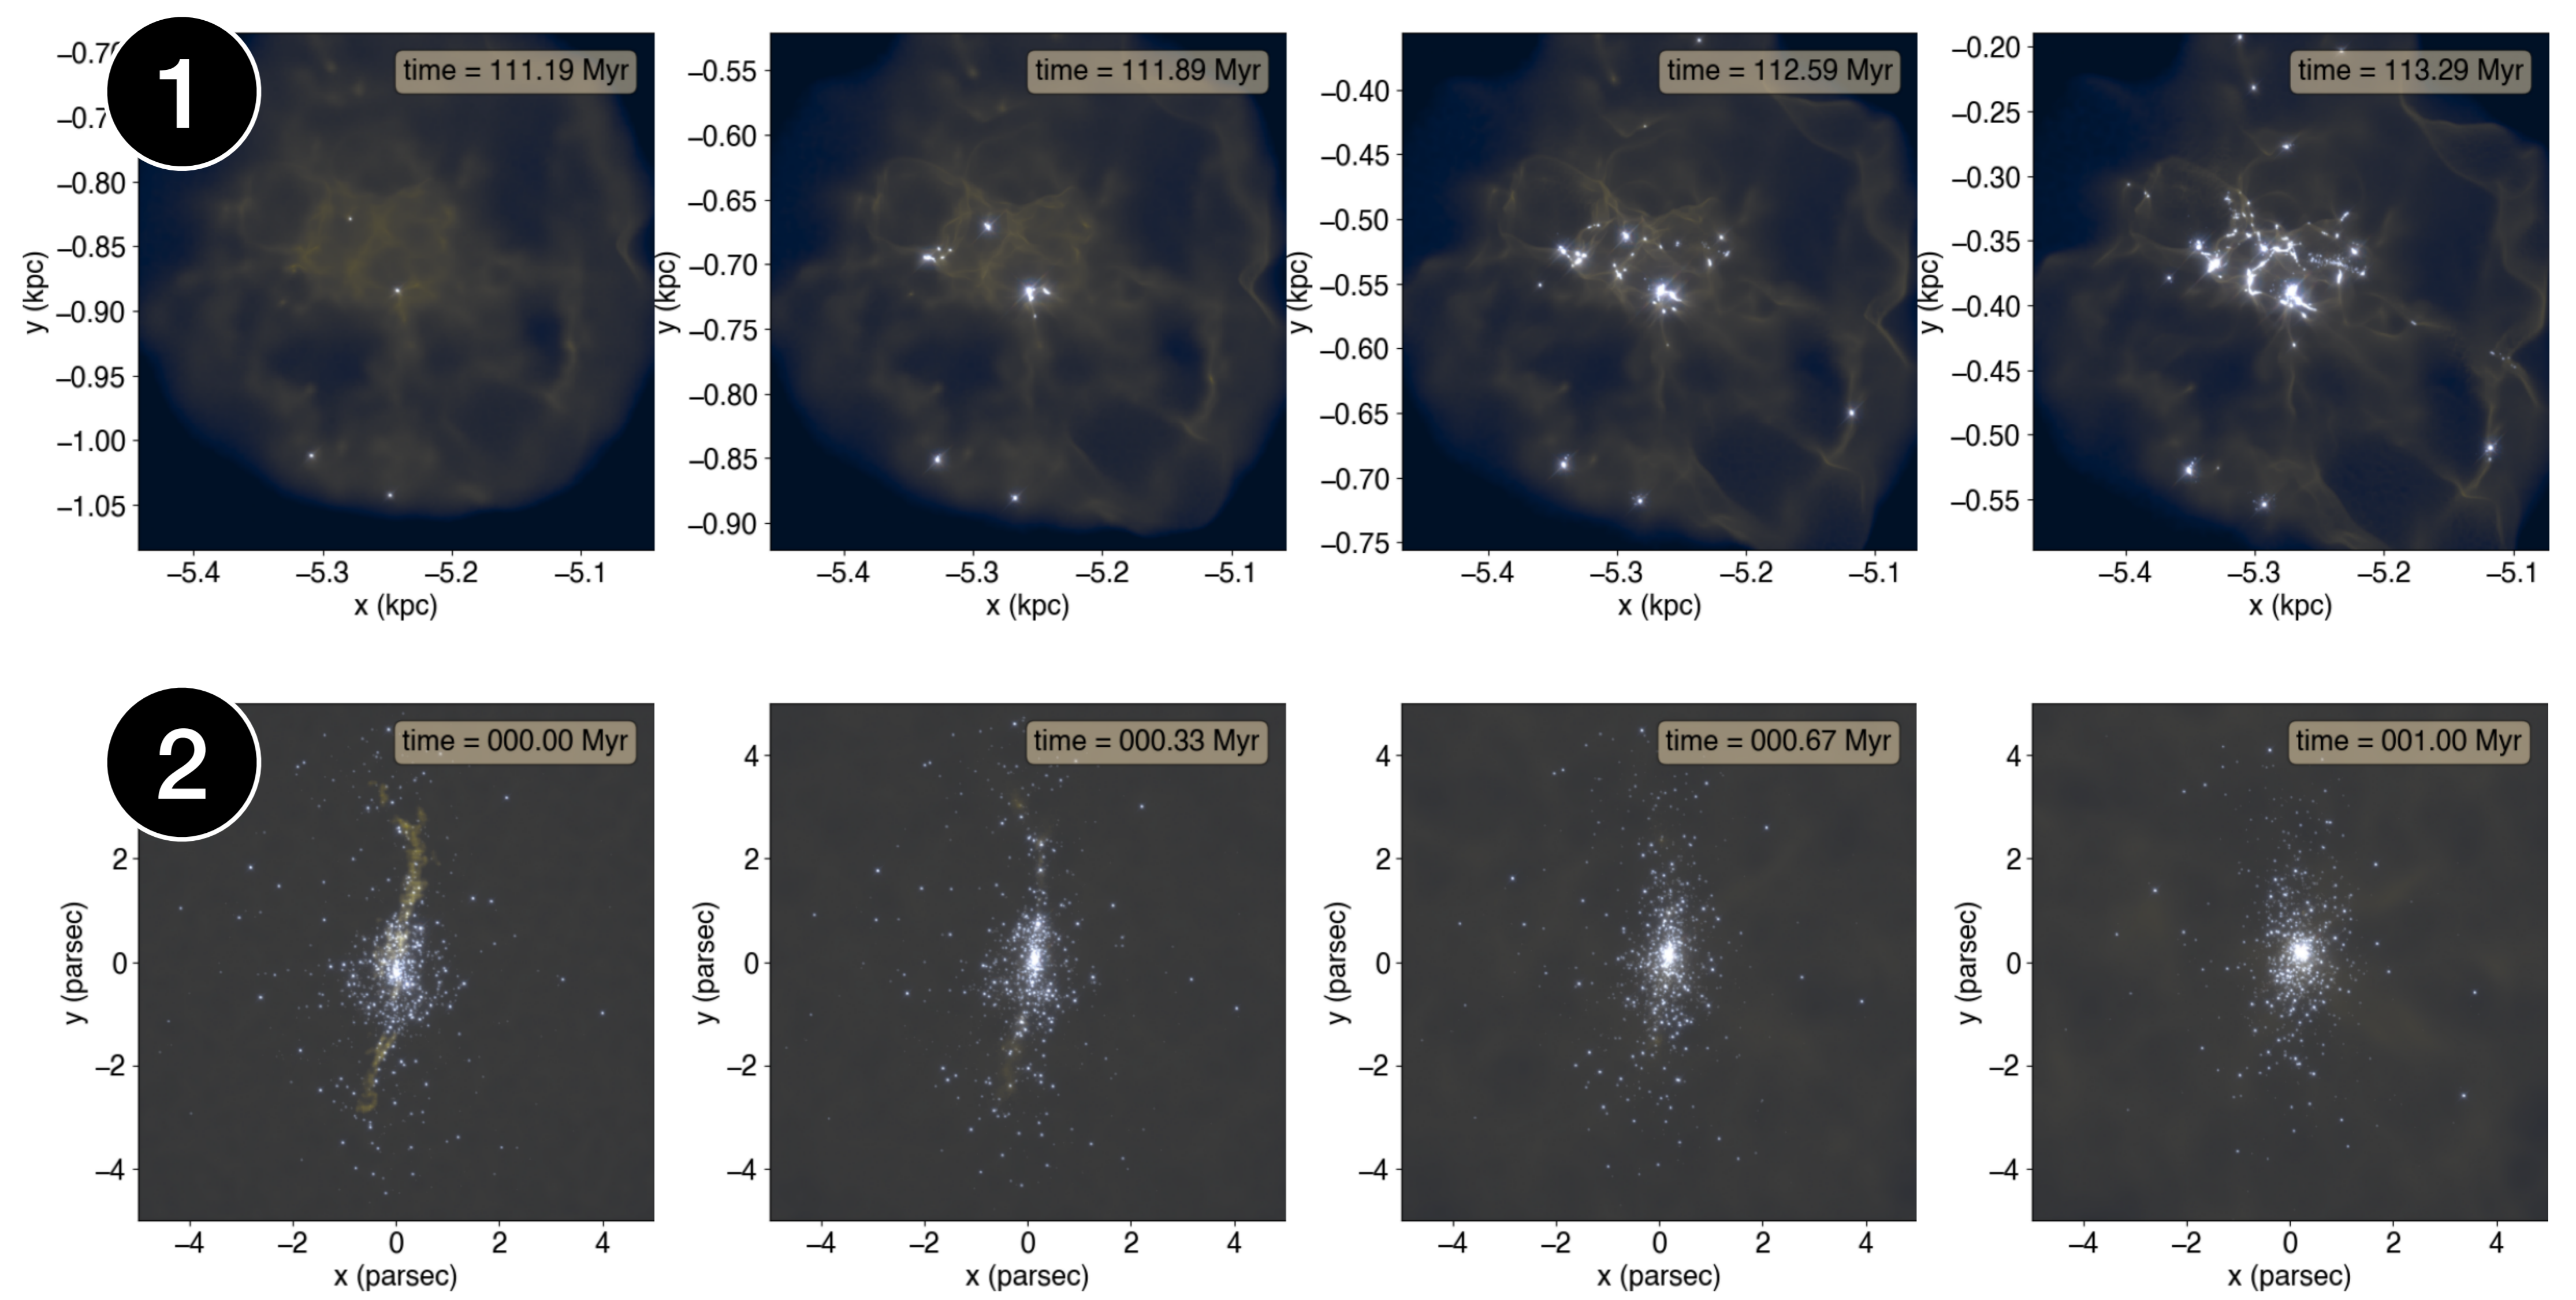 1
time = 111.19 Myr
time = 111.89 Myr
time = 112.59 Myr
time = 113.29 Myr
−0.80
−0.85
−0.90
−0.95
−1.00
−1.05
y (kpc)
−5.4 −5.3 −5.2 −5.1
x (kpc)
−0.55
−0.60
−0.65
−0.70
−0.75
−0.80
−0.85
−0.90
y (kpc)
−5.4 −5.3 −5.2 −5.1
x (kpc)
−0.40
−0.45
−0.50
−0.55
−0.60
−0.65
−0.70
−0.75
y (kpc)
−5.4 −5.3 −5.2 −5.1
x (kpc)
−0.20
−0.25
−0.30
−0.35
−0.40
−0.45
−0.50
−0.55
y (kpc)
−5.4 −5.3 −5.2 −5.1
x (kpc)
2
time = 000.00 Myr
time = 000.33 Myr
time = 000.67 Myr
time = 001.00 Myr
2
0
−2
−4
y (parsec)
−4 −2 0 2 4
x (parsec)
4
2
0
−2
−4
y (parsec)
−4 −2 0 2 4
x (parsec)
4
2
0
−2
−4
y (parsec)
−4 −2 0 2 4
x (parsec)
4
2
0
−2
−4
y (parsec)
−4 −2 0 2 4
x (parsec)